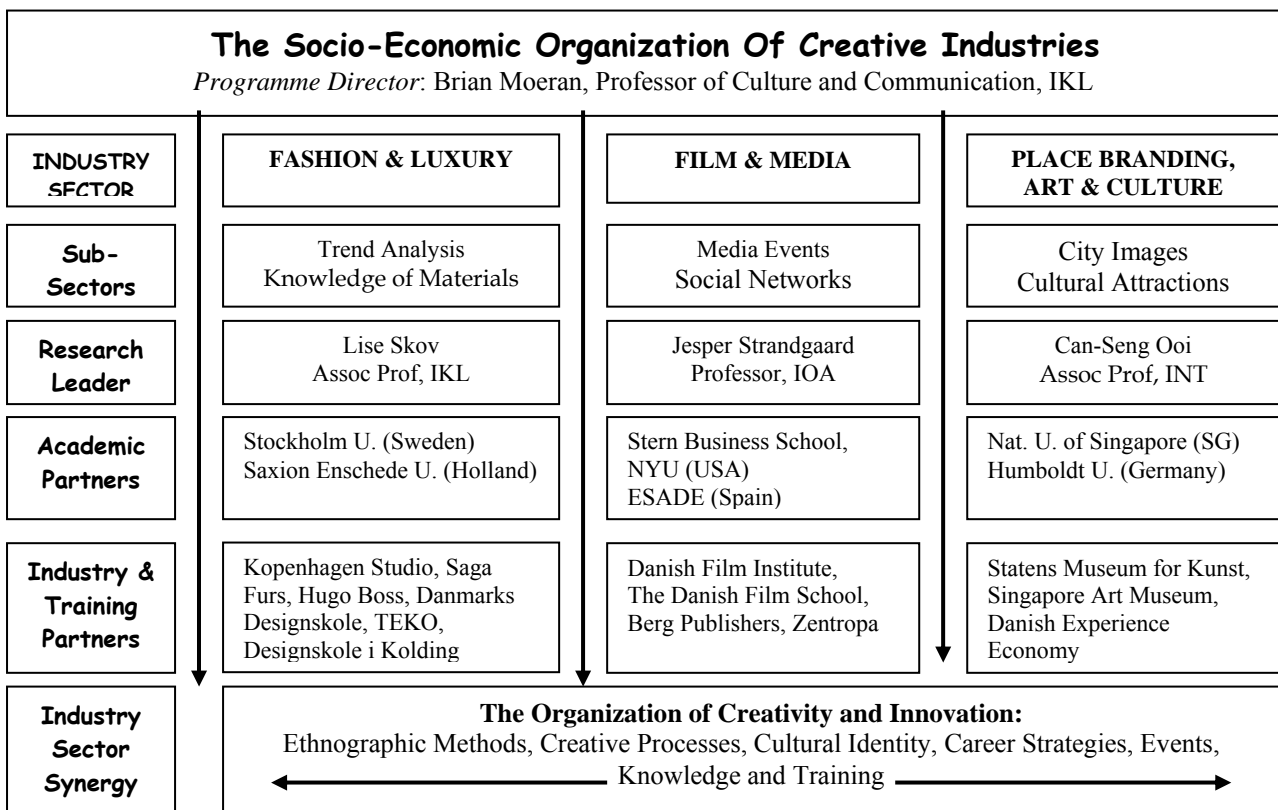 The Socio-Economic Organization Of Creative Industries
Programme Director: Brian Moeran, Professor of Culture and Communication, IKL
INDUSTRY
SECTOR
FASHION & LUXURY
FILM & MEDIA
PLACE BRANDING,
ART & CULTURE
Sub-
Sectors
Trend Analysis
Knowledge of Materials
Media Events
Social Networks
City Images
Cultural Attractions
Research
Leader
Lise Skov
Assoc Prof, IKL
Jesper Strandgaard
Professor, IOA
Can-Seng Ooi
Assoc Prof, INT
Academic
Partners
Stockholm U. (Sweden)
Saxion Enschede U. (Holland)
Stern Business School,
NYU (USA)
ESADE (Spain)
Nat. U. of Singapore (SG)
Humboldt U. (Germany)
Industry &
Training
Partners
Kopenhagen Studio, Saga
Furs, Hugo Boss, Danmarks
Designskole, TEKO,
Designskole i Kolding
Danish Film Institute,
The Danish Film School,
Berg Publishers, Zentropa
Statens Museum for Kunst,
Singapore Art Museum,
Danish Experience
Economy
Industry
Sector
Synergy
The Organization of Creativity and Innovation:
Ethnographic Methods, Creative Processes, Cultural Identity, Career Strategies, Events,
Knowledge and Training